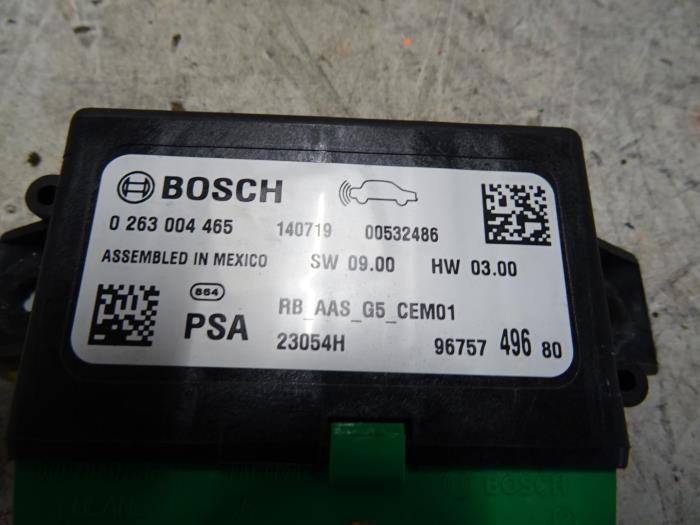 BOSCH
0 263 004 465 140719 00532486
ASSEMBLED IN MEXICO SW 09.00 HW 03.00
864
RB_AAS_G5_CEM01
PSA 23054H 96757 496 80
BOSCH